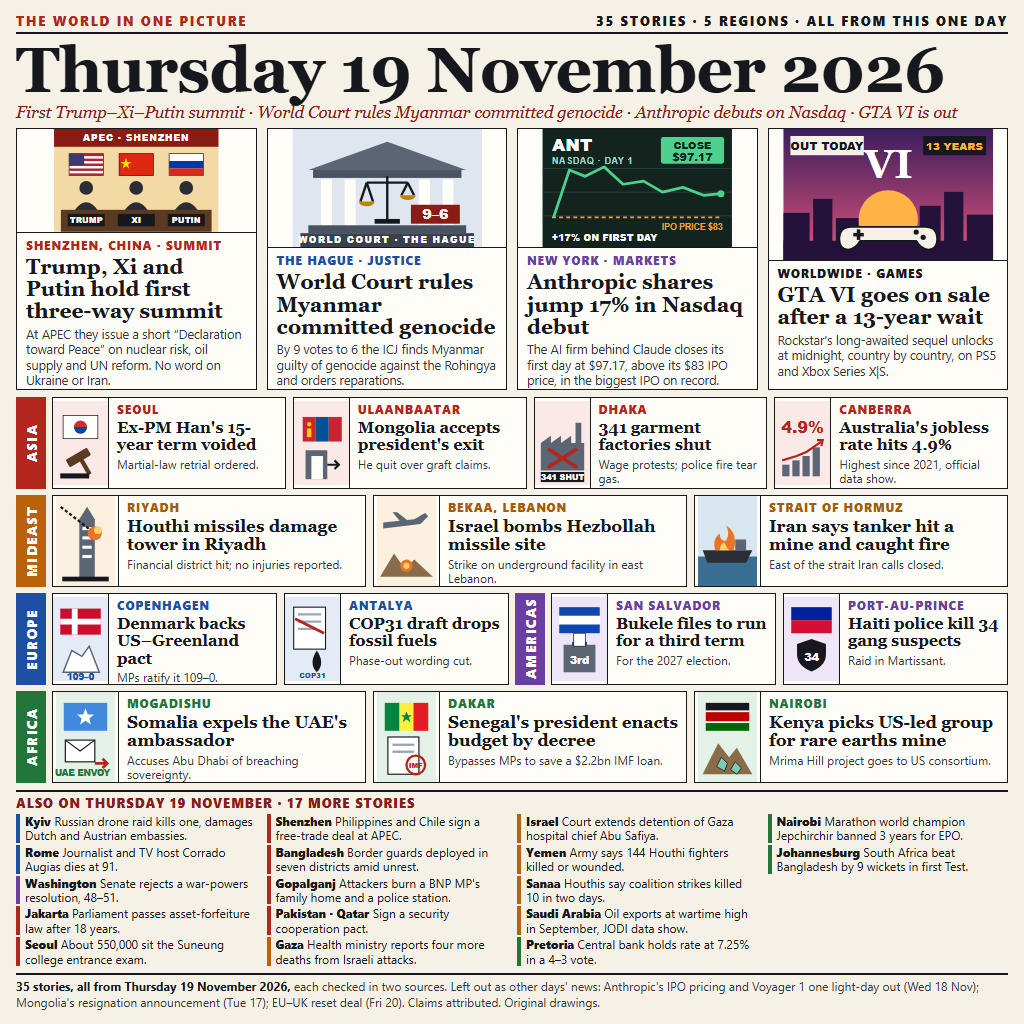 THE WORLD IN ONE PICTURE
35 STORIES · 5 REGIONS · ALL FROM THIS ONE DAY
Thursday 19 November 2026
First Trump–Xi–Putin summit · World Court rules Myanmar committed genocide · Anthropic debuts on Nasdaq · GTA VI is out
APEC · SHENZHEN
TRUMP
XI
PUTIN
SHENZHEN, CHINA · SUMMIT
Trump, Xi and
Putin hold first
three-way summit
At APEC they issue a short “Declaration
toward Peace” on nuclear risk, oil
supply and UN reform. No word on
Ukraine or Iran.
9–6
WORLD COURT · THE HAGUE
THE HAGUE · JUSTICE
World Court rules
Myanmar
committed genocide
By 9 votes to 6 the ICJ finds Myanmar
guilty of genocide against the Rohingya
and orders reparations.
ANT
NASDAQ · DAY 1
CLOSE
$97.17
IPO PRICE $83
+17% ON FIRST DAY
NEW YORK · MARKETS
Anthropic shares
jump 17% in Nasdaq
debut
The AI firm behind Claude closes its
first day at $97.17, above its $83 IPO
price, in the biggest IPO on record.
OUT TODAY
VI
13 YEARS
WORLDWIDE · GAMES
GTA VI goes on sale
after a 13-year wait
Rockstar's long-awaited sequel unlocks
at midnight, country by country, on PS5
and Xbox Series X|S.
ASIA
SEOUL
Ex-PM Han's 15-
year term voided
Martial-law retrial ordered.
ULAANBAATAR
Mongolia accepts
president's exit
He quit over graft claims.
341 SHUT
DHAKA
341 garment
factories shut
Wage protests; police fire tear
gas.
4.9%
CANBERRA
Australia's jobless
rate hits 4.9%
Highest since 2021, official
data show.
MIDEAST
RIYADH
Houthi missiles damage
tower in Riyadh
Financial district hit; no injuries reported.
BEKAA, LEBANON
Israel bombs Hezbollah
missile site
Strike on underground facility in east
Lebanon.
STRAIT OF HORMUZ
Iran says tanker hit a
mine and caught fire
East of the strait Iran calls closed.
EUROPE
109–0
COPENHAGEN
Denmark backs
US–Greenland
pact
MPs ratify it 109–0.
COP31
ANTALYA
COP31 draft drops
fossil fuels
Phase-out wording cut.
AMERICAS
3rd
SAN SALVADOR
Bukele files to run
for a third term
For the 2027 election.
34
PORT-AU-PRINCE
Haiti police kill 34
gang suspects
Raid in Martissant.
AFRICA
UAE ENVOY
MOGADISHU
Somalia expels the UAE's
ambassador
Accuses Abu Dhabi of breaching
sovereignty.
IMF
DAKAR
Senegal's president enacts
budget by decree
Bypasses MPs to save a $2.2bn IMF loan.
NAIROBI
Kenya picks US-led group
for rare earths mine
Mrima Hill project goes to US consortium.
ALSO ON THURSDAY 19 NOVEMBER · 17 MORE STORIES
Kyiv Russian drone raid kills one, damages
Dutch and Austrian embassies.
Rome Journalist and TV host Corrado
Augias dies at 91.
Washington Senate rejects a war-powers
resolution, 48–51.
Jakarta Parliament passes asset-forfeiture
law after 18 years.
Seoul About 550,000 sit the Suneung
college entrance exam.
Shenzhen Philippines and Chile sign a
free-trade deal at APEC.
Bangladesh Border guards deployed in
seven districts amid unrest.
Gopalganj Attackers burn a BNP MP's
family home and a police station.
Pakistan · Qatar Sign a security
cooperation pact.
Gaza Health ministry reports four more
deaths from Israeli attacks.
Israel Court extends detention of Gaza
hospital chief Abu Safiya.
Yemen Army says 144 Houthi fighters
killed or wounded.
Sanaa Houthis say coalition strikes killed
10 in two days.
Saudi Arabia Oil exports at wartime high
in September, JODI data show.
Pretoria Central bank holds rate at 7.25%
in a 4–3 vote.
Nairobi Marathon world champion
Jepchirchir banned 3 years for EPO.
Johannesburg South Africa beat
Bangladesh by 9 wickets in first Test.
35 stories, all from Thursday 19 November 2026, each checked in two sources. Left out as other days' news: Anthropic's IPO pricing and Voyager 1 one light-day out (Wed 18 Nov);
Mongolia's resignation announcement (Tue 17); EU–UK reset deal (Fri 20). Claims attributed. Original drawings.